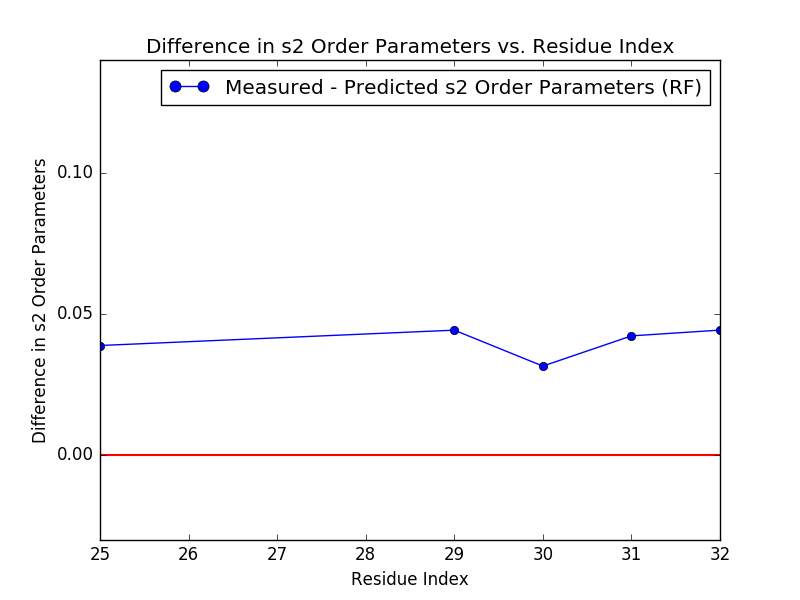 Difference in s2 Order Parameters vs. Residue Index
Measured - Predicted s2 Order Parameters (RF)
Difference in s2 Order Parameters
0.10
0.05
0.00
25 26 27 28 29 30 31 32
Residue Index